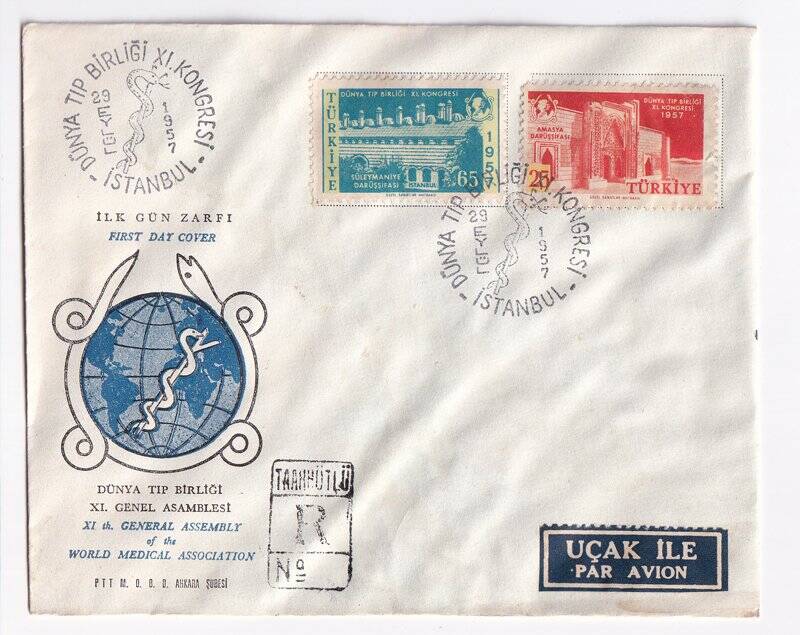 DÜNYA TIP BİRLİĞİ XI. KONGRESİ
29 EYLÜL 1957
- İSTANBUL -
İLK GÜN ZARFI
FIRST DAY COVER
DÜNYA TIP BİRLİĞİ
XI. GENEL ASAMBLESI
XI th. GENERAL ASSEMBLY
of the
WORLD MEDICAL ASSOCIATION
PTT M. O. B. D. ANKARA ŞUBESİ
TÜRKİYE
DÜNYA TIP BİRLİĞİ XI. KONGRESI
1957
SÜLEYMANİYE
DARÜŞŞİFASI
İSTANBUL
65
DÜNYA TIP BİRLİĞİ
XI. KONGRESI
1957
AMASYA
DARÜŞŞİFASI
25
TÜRKİYE
DÜNYA TIP BİRLİĞİ XI. KONGRESİ
29 EYLÜL 1957
- İSTANBUL -
TAAHHÜTLÜ
R
No
UÇAK İLE
PAR AVION